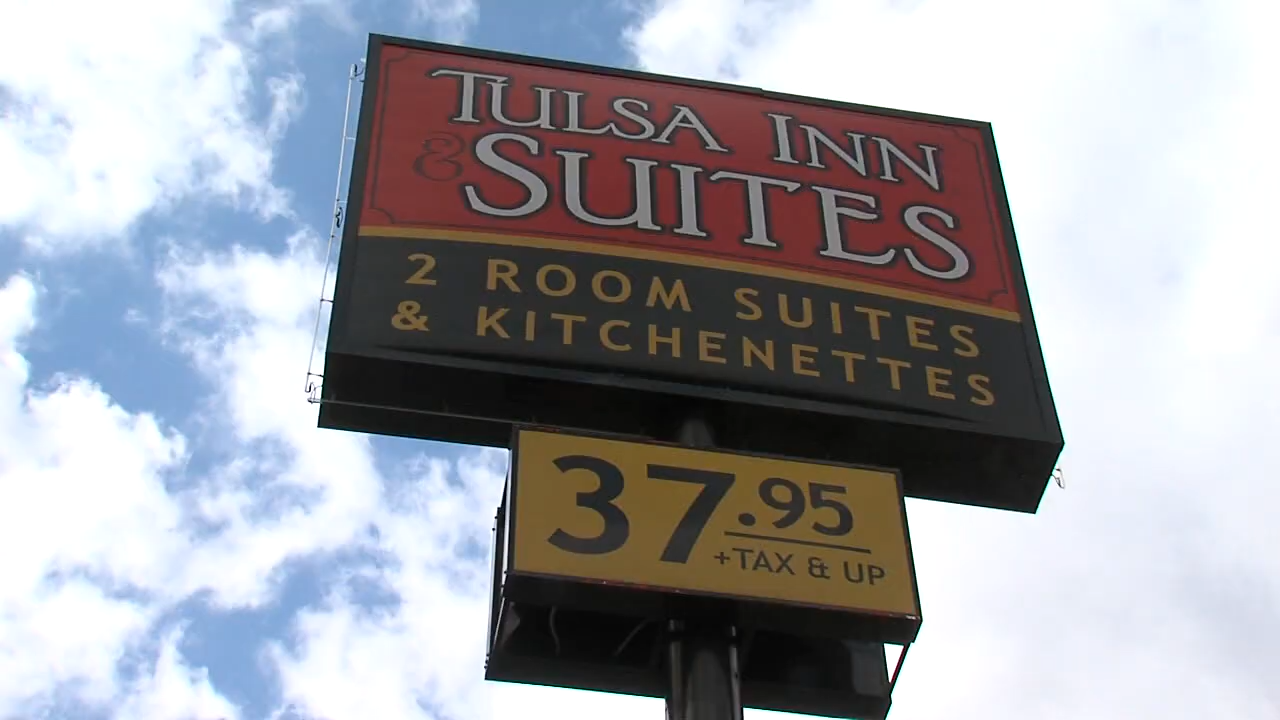 TULSA INN
& SUITES
2 ROOM SUITES
& KITCHENETTES
37.95
+TAX & UP